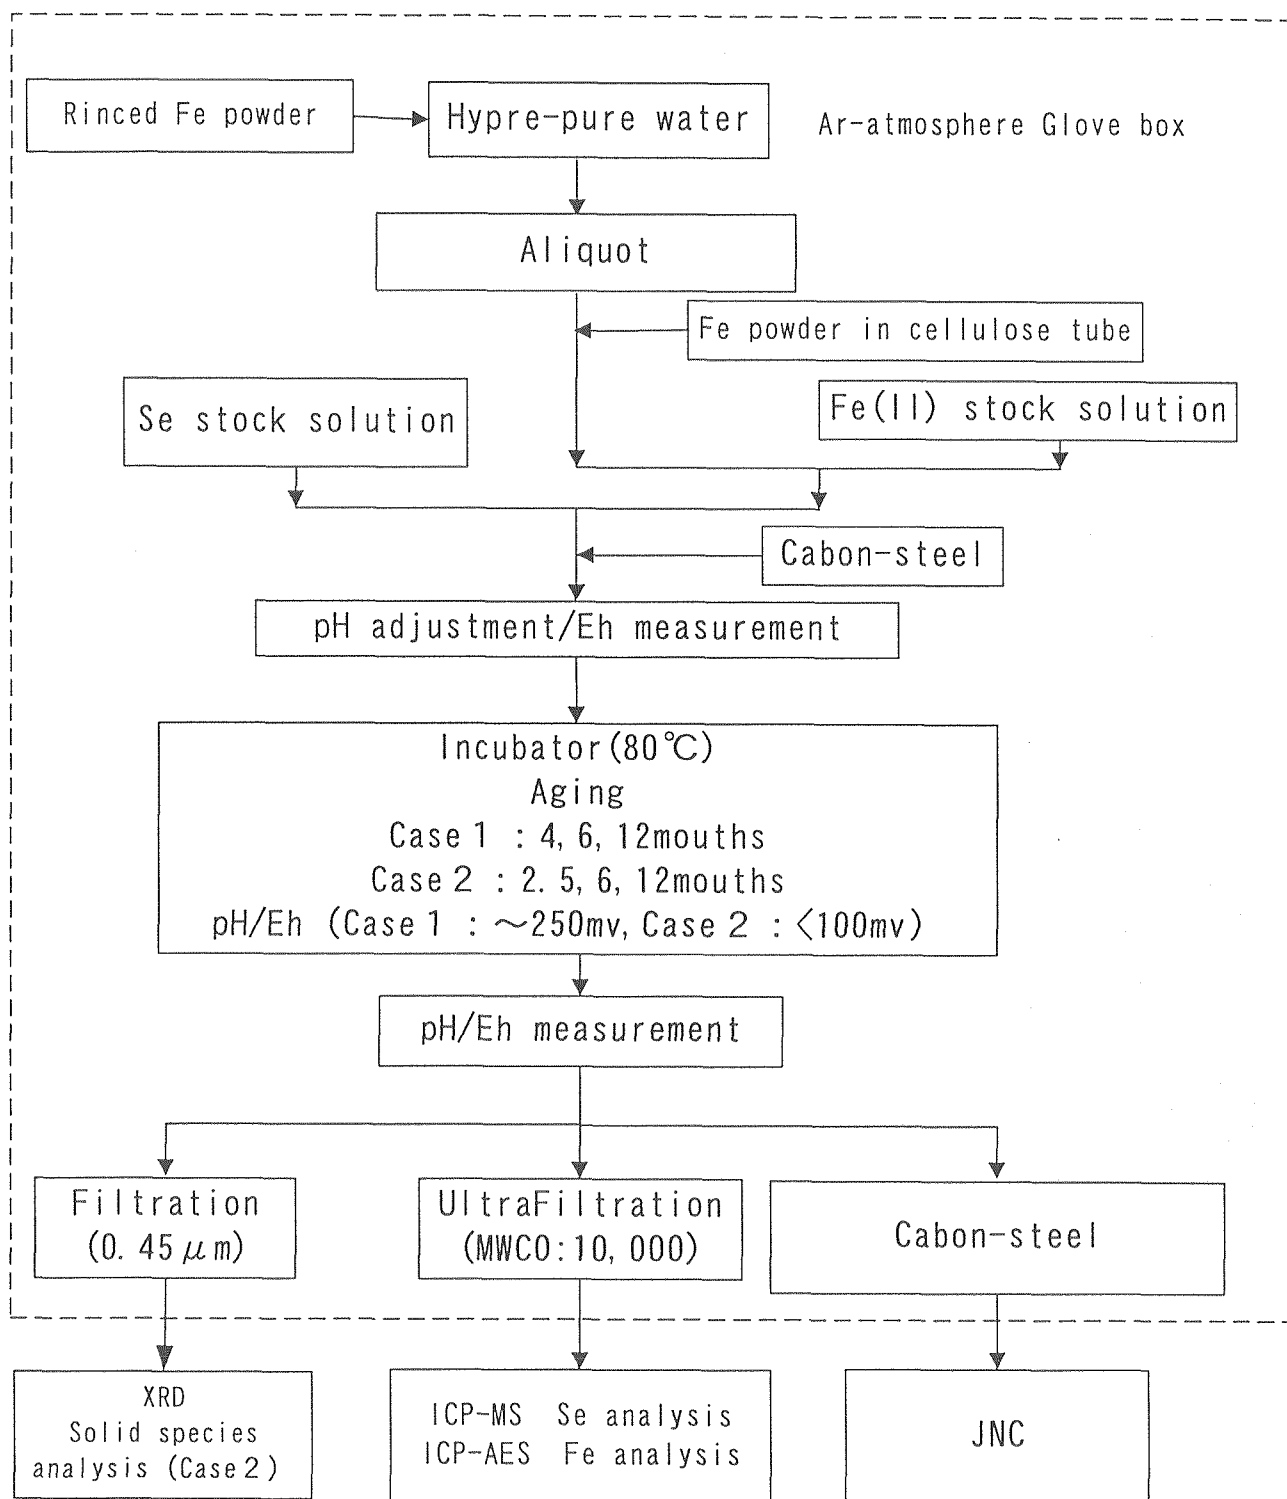 Rinced Fe powder
Hypre-pure water
Ar-atmosphere Glove box
Aliquot
Fe powder in cellulose tube
Se stock solution
Fe(II) stock solution
Cabon-steel
pH adjustment/Eh measurement
Incubator(80℃)
Aging
Case 1 : 4, 6, 12mouths
Case 2 : 2. 5, 6, 12mouths
pH/Eh (Case 1 : ～250mv, Case 2 : <100mv)
pH/Eh measurement
Filtration
(0. 45 μm)
UltraFiltration
(MWCO:10, 000)
Cabon-steel
XRD
Solid species
analysis (Case 2)
ICP-MS Se analysis
ICP-AES Fe analysis
JNC